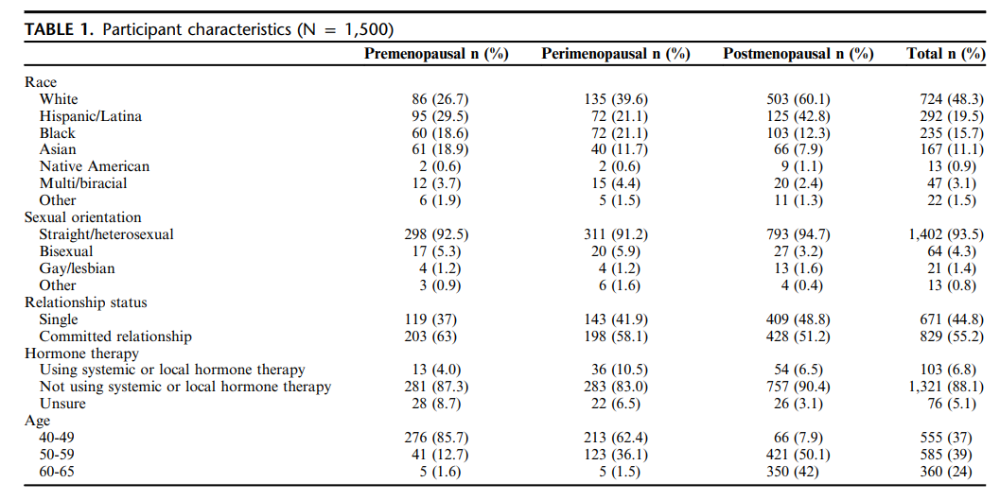 TABLE 1. Participant characteristics (N = 1,500)
Premenopausal n (%) Perimenopausal n (%) Postmenopausal n (%) Total n (%)
Race
White 86 (26.7) 135 (39.6) 503 (60.1) 724 (48.3)
Hispanic/Latina 95 (29.5) 72 (21.1) 125 (42.8) 292 (19.5)
Black 60 (18.6) 72 (21.1) 103 (12.3) 235 (15.7)
Asian 61 (18.9) 40 (11.7) 66 (7.9) 167 (11.1)
Native American 2 (0.6) 2 (0.6) 9 (1.1) 13 (0.9)
Multi/biracial 12 (3.7) 15 (4.4) 20 (2.4) 47 (3.1)
Other 6 (1.9) 5 (1.5) 11 (1.3) 22 (1.5)
Sexual orientation
Straight/heterosexual 298 (92.5) 311 (91.2) 793 (94.7) 1,402 (93.5)
Bisexual 17 (5.3) 20 (5.9) 27 (3.2) 64 (4.3)
Gay/lesbian 4 (1.2) 4 (1.2) 13 (1.6) 21 (1.4)
Other 3 (0.9) 6 (1.6) 4 (0.4) 13 (0.8)
Relationship status
Single 119 (37) 143 (41.9) 409 (48.8) 671 (44.8)
Committed relationship 203 (63) 198 (58.1) 428 (51.2) 829 (55.2)
Hormone therapy
Using systemic or local hormone therapy 13 (4.0) 36 (10.5) 54 (6.5) 103 (6.8)
Not using systemic or local hormone therapy 281 (87.3) 283 (83.0) 757 (90.4) 1,321 (88.1)
Unsure 28 (8.7) 22 (6.5) 26 (3.1) 76 (5.1)
Age
40-49 276 (85.7) 213 (62.4) 66 (7.9) 555 (37)
50-59 41 (12.7) 123 (36.1) 421 (50.1) 585 (39)
60-65 5 (1.6) 5 (1.5) 350 (42) 360 (24)